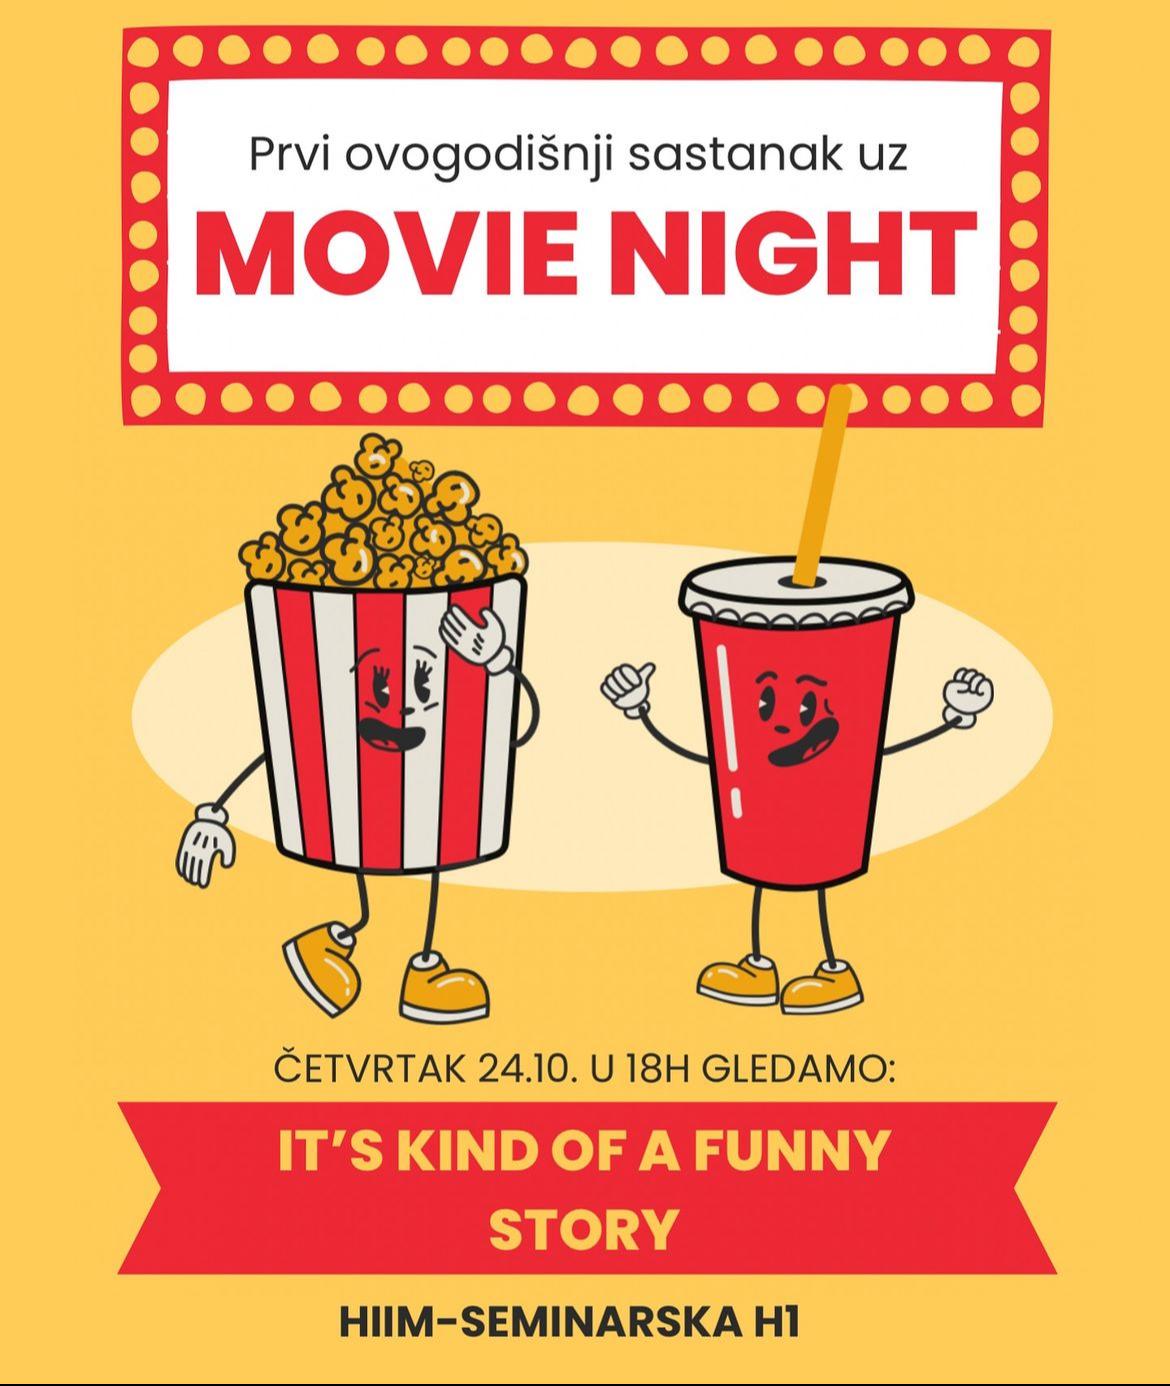 Prvi ovogodišnji sastanak uz
MOVIE NIGHT
ČETVRTAK 24.10. U 18H GLEDAMO:
IT’S KIND OF A FUNNY
STORY
HIIM-SEMINARSKA H1